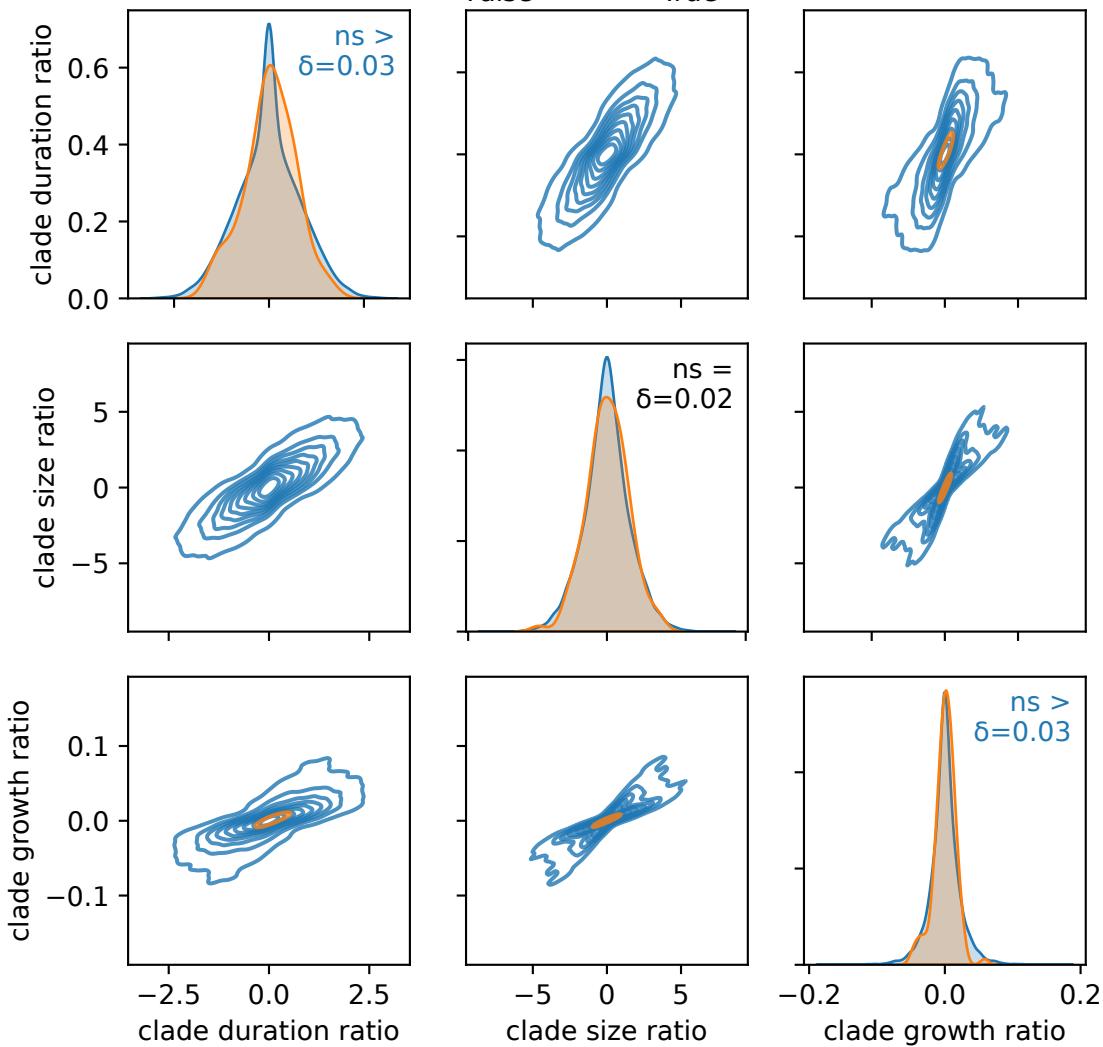 clade duration ratio
0.6
0.4
0.2
0.0
ns >
δ=0.03
clade size ratio
5
0
−5
ns =
δ=0.02
clade growth ratio
0.1
0.0
−0.1
ns >
δ=0.03
−2.5 0.0 2.5
−5 0 5
−0.2 0.0 0.2
clade duration ratio
clade size ratio
clade growth ratio